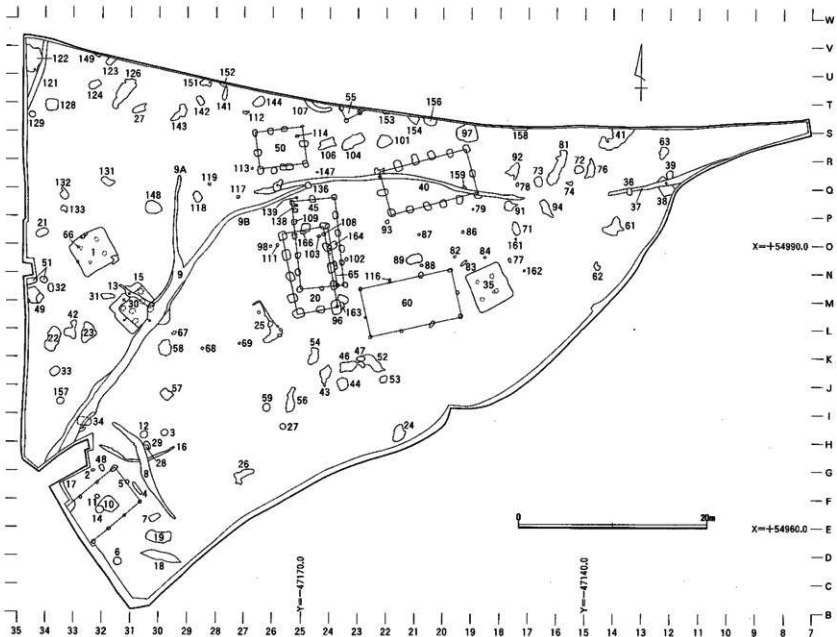 W
149 123 126 152 V
122 151 55 U
121 124 141 144 107 153 156 T
128 27 142 112 154 97 158 81 141 S
129 143 50 114 106 104 101 63 R
9A 113 147 92 73 72 76 39
132 131 119 136 40 159 78 74 36 Q
148 118 117 45 37 38
133 9B 139 109 108 93 79 91 94 P
21 138 164 87 86 71 61
66 1 98 166 103 102 89 82 84 161 X=+54990.0 O
111 88 83 77 62
51 15 9 65 116 162 N
13 32 31 30 20 60 35
49 163 M
42 96
22 23 67 25 L
58 68 69 54 47 52
33 46 K
57 43 44 53
157 59 56 J
34 27 24 I
12 3 H
29 16
2 48 28 26 G
17 5 8
11 10 4 F
14 7 0 20m
19 X=+54960.0 E
6 18 D
Y=-47170.0 Y=-47140.0 C
B
35 34 33 32 31 30 29 28 27 26 25 24 23 22 21 20 19 18 17 16 15 14 13 12 11 10 9 8 7